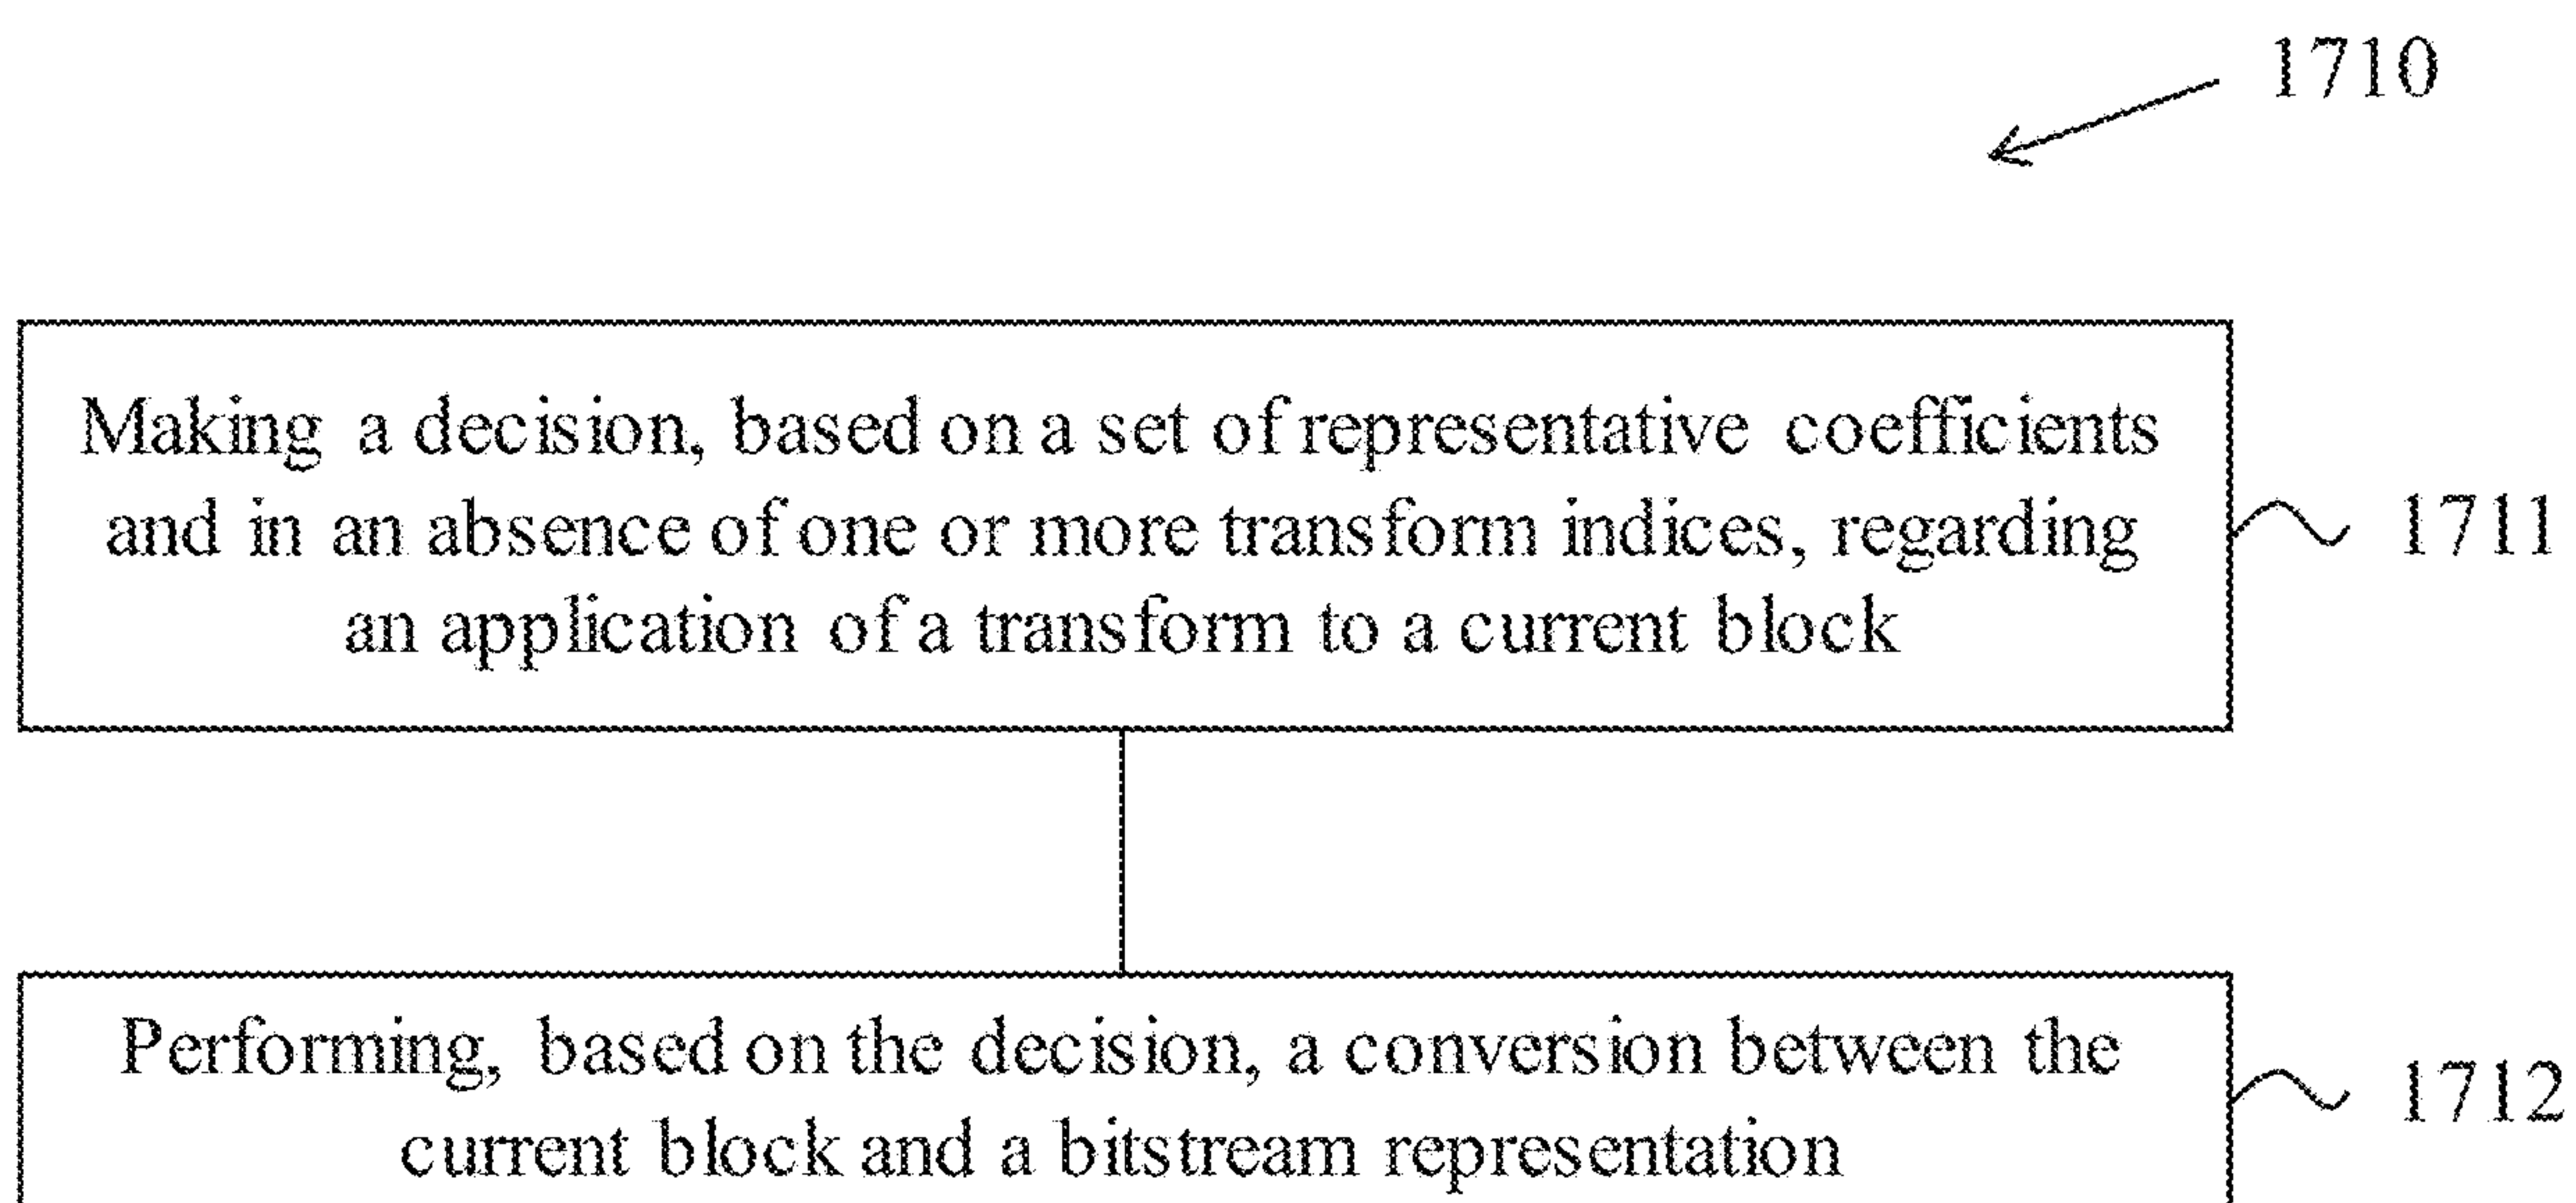 1710
Making a decision, based on a set of representative coefficients
and in an absence of one or more transform indices, regarding
an application of a transform to a current block
1711
Performing, based on the decision, a conversion between the
current block and a bitstream representation
1712